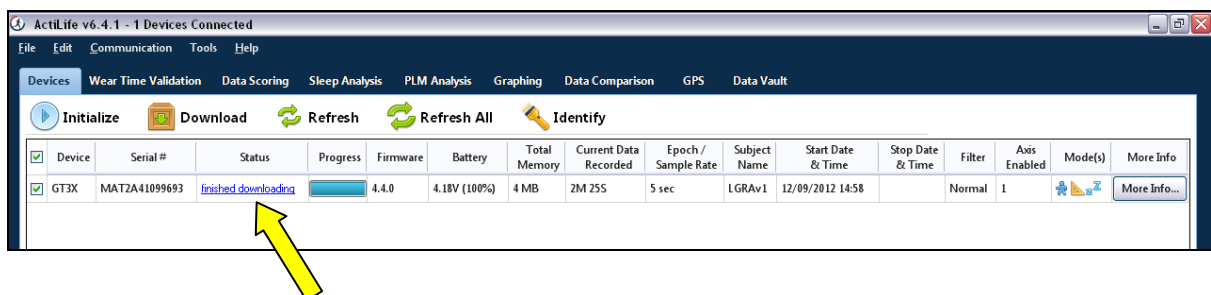 ActiLife v6.4.1 - 1 Devices Connected
File Edit Communication Tools Help
Devices Wear Time Validation Data Scoring Sleep Analysis PLM Analysis Graphing Data Comparison GPS Data Vault
Initialize Download Refresh Refresh All Identify
Device Serial # Status Progress Firmware Battery Total Memory Current Data Recorded Epoch / Sample Rate Subject Name Start Date & Time Stop Date & Time Filter Axis Enabled Mode(s) More Info
GT3X MAT2A41099693 finished downloading 4.4.0 4.18V (100%) 4 MB 2M 25S 5 sec LGRAv1 12/09/2012 14:58 Normal 1 More Info...